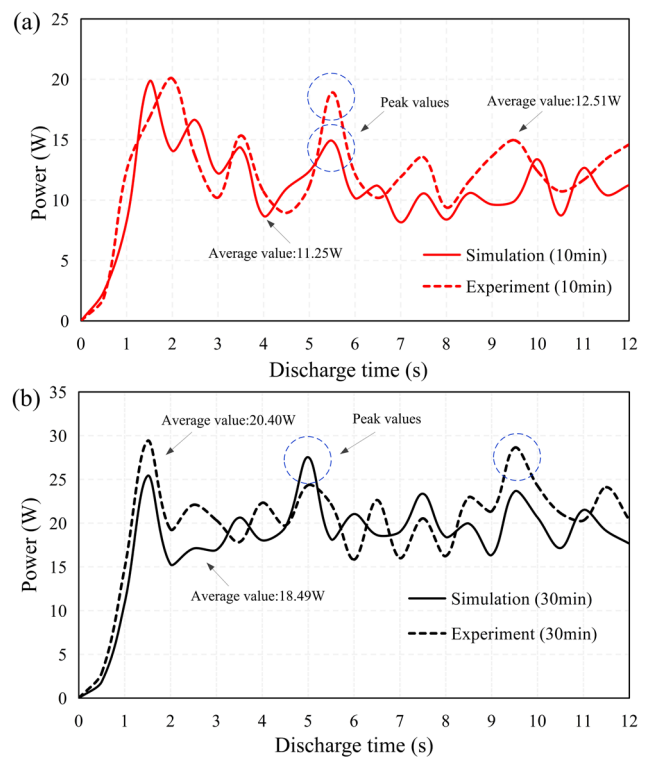 (a)
25
20
15
10
5
0
Power (W)
Peak values
Average value:12.51W
Average value:11.25W
Simulation (10min)
Experiment (10min)
0 1 2 3 4 5 6 7 8 9 10 11 12
Discharge time (s)
(b)
35
30
25
20
15
10
5
0
Power (W)
Average value:20.40W
Peak values
Average value:18.49W
Simulation (30min)
Experiment (30min)
0 1 2 3 4 5 6 7 8 9 10 11 12
Discharge time (s)